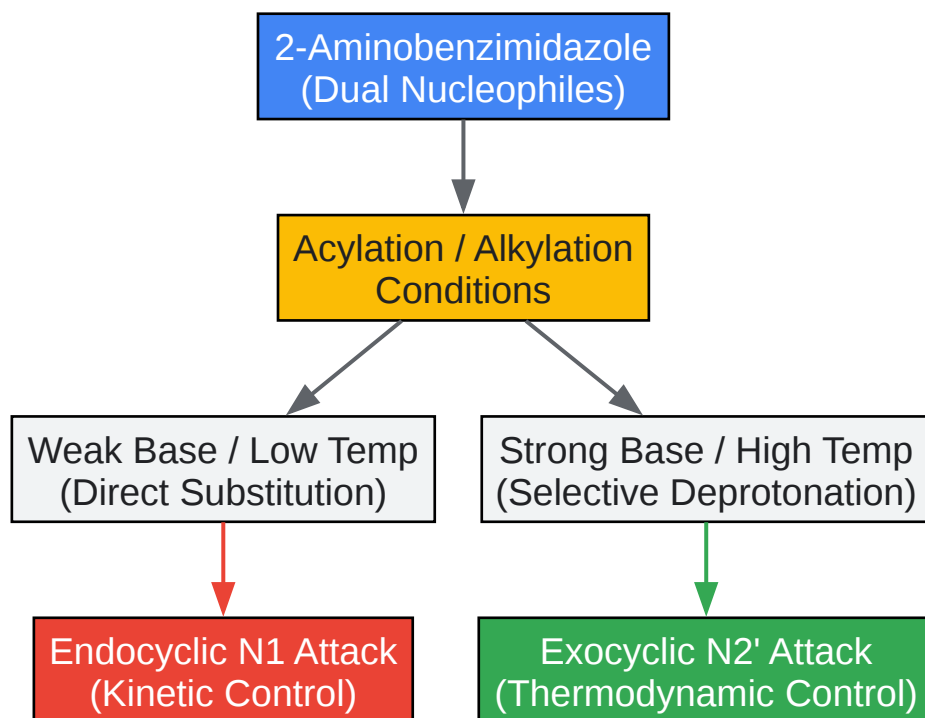 2-Aminobenzimidazole
(Dual Nucleophiles)
Acylation / Alkylation
Conditions
Weak Base / Low Temp
(Direct Substitution)
Strong Base / High Temp
(Selective Deprotonation)
Endocyclic N1 Attack
(Kinetic Control)
Exocyclic N2' Attack
(Thermodynamic Control)